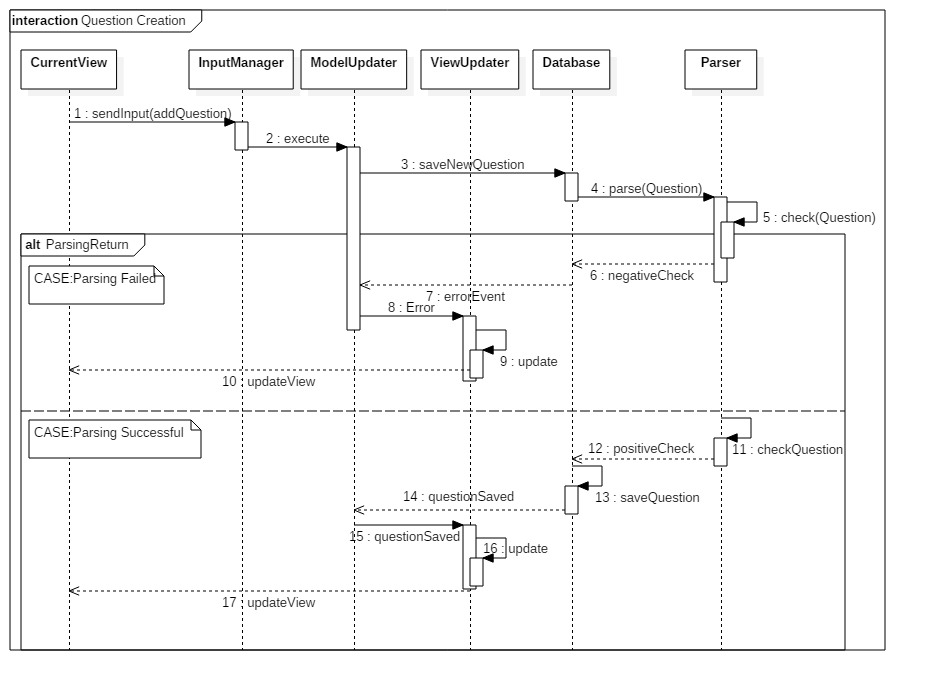 interaction Question Creation
CurrentView
InputManager
ModelUpdater
ViewUpdater
Database
Parser
1 : sendInput(addQuestion)
2 : execute
3 : saveNewQuestion
4 : parse(Question)
5 : check(Question)
alt ParsingReturn
CASE:Parsing Failed
6 : negativeCheck
7 : errorEvent
8 : Error
9 : update
10 : updateView
CASE:Parsing Successful
11 : checkQuestion
12 : positiveCheck
13 : saveQuestion
14 : questionSaved
15 : questionSaved
16 : update
17 : updateView